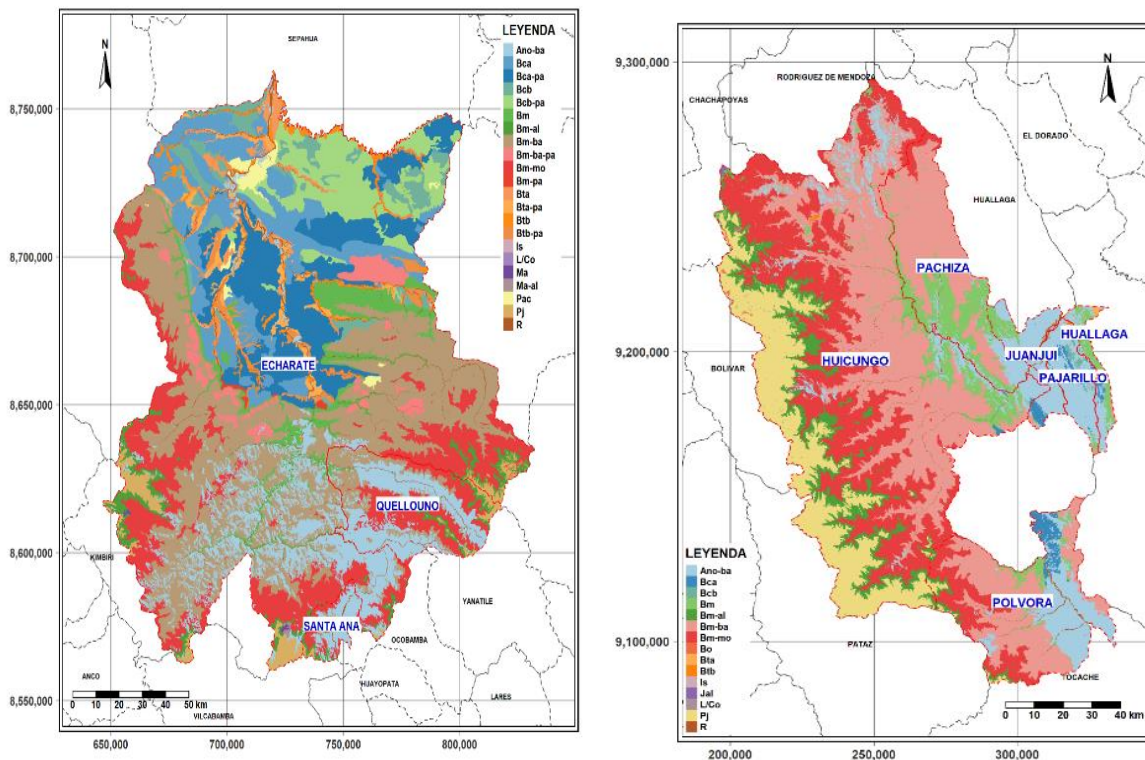 SEPAHUA
N
LEYENDA
Ano-ba
Bca
Bca-pa
Bcb
Bcb-pa
Bm
Bm-al
Bm-ba
Bm-ba-pa
Bm-mo
Bm-pa
Bta
Bta-pa
Btb
Btb-pa
Is
L/Co
Ma
Ma-al
Pac
Pj
R
8,750,000
8,700,000
8,650,000
8,600,000
8,550,000
ECHARATE
QUELLOUNO
SANTA ANA
KIMBIRI
YANATILE
OCOBAMBA
ANCO
HUAYOPATA
LARES
VILCABAMBA
0 10 20 30 40 50 km
650,000 700,000 750,000 800,000
9,300,000
9,200,000
9,100,000
RODRIGUEZ DE MENDOZA
CHACHAPOYAS
N
EL DORADO
HUALLAGA
PACHIZA
HUALLAGA
JUANJUI
HUICUNGO
PAJARILLO
BOLIVAR
POLVORA
PATAZ
TOCACHE
LEYENDA
Ano-ba
Bca
Bcb
Bm
Bm-al
Bm-ba
Bm-mo
Bo
Bta
Btb
Is
Jal
L/Co
Pj
R
0 10 20 30 40 km
200,000 250,000 300,000